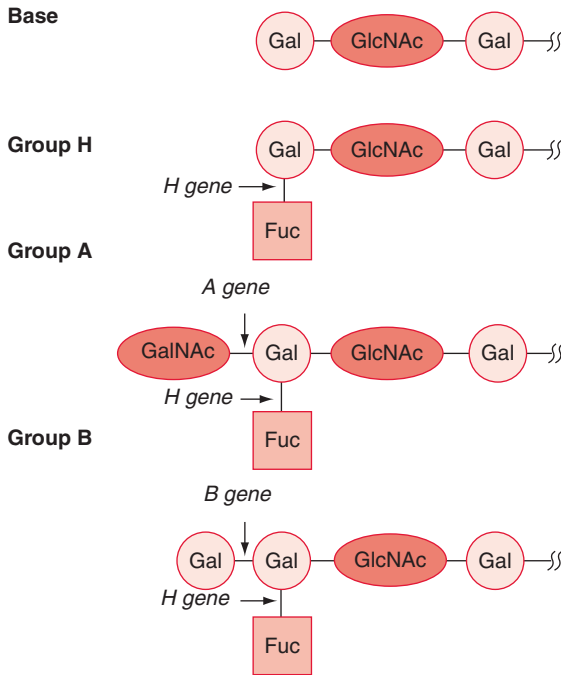 Base
Gal GlcNAc Gal
Group H
Gal GlcNAc Gal
H gene
Fuc
Group A
A gene
GalNAc Gal GlcNAc Gal
H gene
Fuc
Group B
B gene
Gal Gal GlcNAc Gal
H gene
Fuc